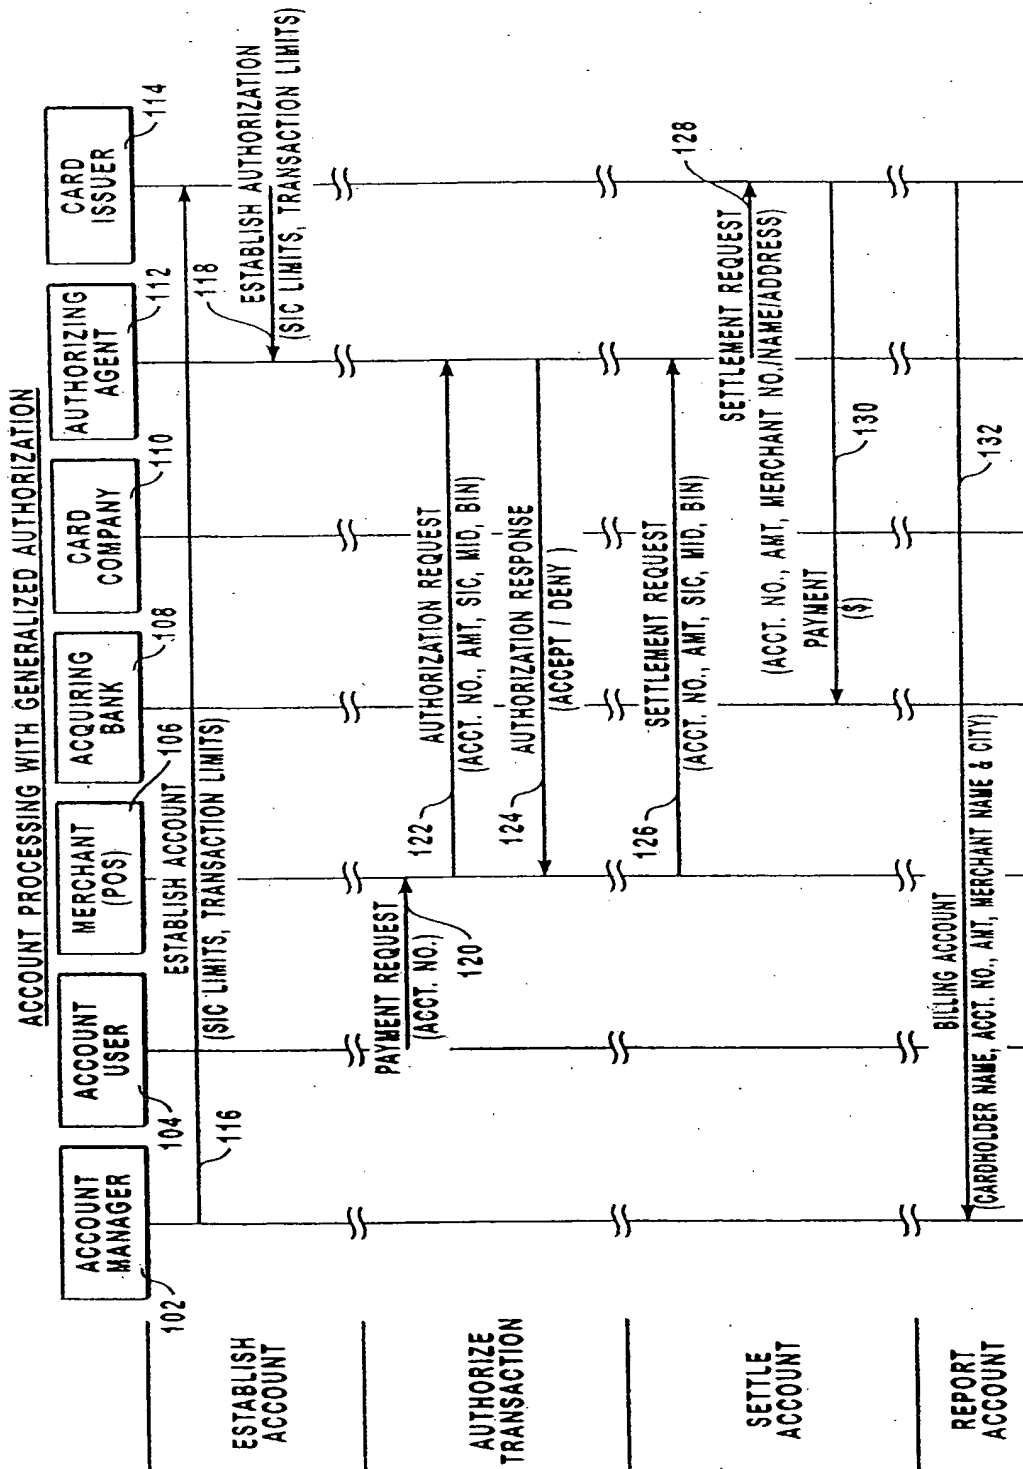 ACCOUNT PROCESSING WITH GENERALIZED AUTHORIZATION
ACCOUNT
MANAGER
102
ACCOUNT
USER
104
MERCHANT
(POS)
106
ACQUIRING
BANK
108
CARD
COMPANY
110
AUTHORIZING
AGENT
112
CARD
ISSUER
114
ESTABLISH
ACCOUNT
116
ESTABLISH ACCOUNT
(SIC LIMITS, TRANSACTION LIMITS)
118
ESTABLISH AUTHORIZATION
(SIC LIMITS, TRANSACTION LIMITS)
AUTHORIZE
TRANSACTION
PAYMENT REQUEST
(ACCT. NO.)
120
122
AUTHORIZATION REQUEST
(ACCT. NO., AMT, SIC, MID, BIN)
124
AUTHORIZATION RESPONSE
(ACCEPT / DENY )
SETTLE
ACCOUNT
126
SETTLEMENT REQUEST
(ACCT. NO., AMT, SIC, MID, BIN)
SETTLEMENT REQUEST
128
(ACCT. NO., AMT, MERCHANT NO./NAME/ADDRESS)
PAYMENT
($)
130
REPORT
ACCOUNT
BILLING ACCOUNT
132
(CARDHOLDER NAME, ACCT. NO., AMT, MERCHANT NAME & CITY)